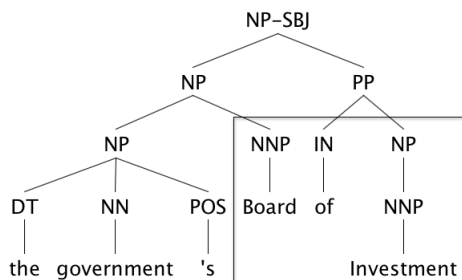 NP-SBJ
NP PP
NP NNP IN NP
DT NN POS Board of NNP
the government 's Investment